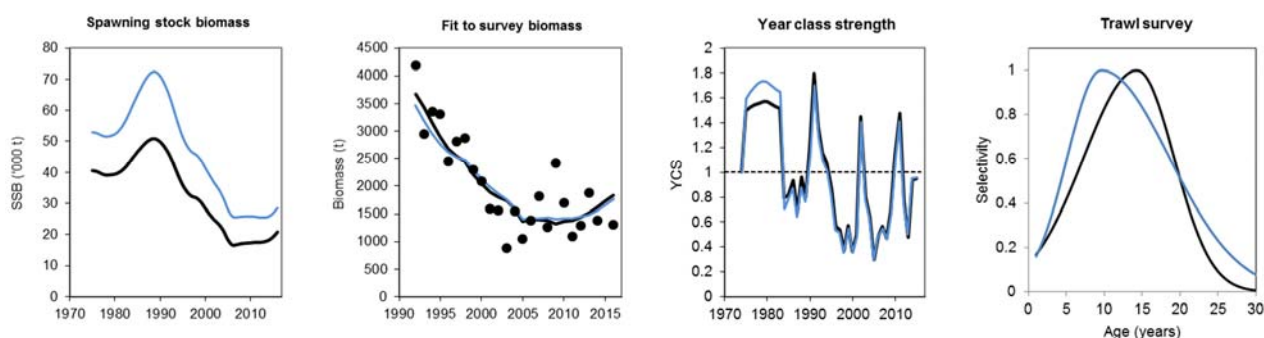 Spawning stock biomass
80
70
60
50
40
30
20
10
0
SSB ('000 t)
1970 1980 1990 2000 2010
Fit to survey biomass
4500
4000
3500
3000
2500
2000
1500
1000
500
0
Biomass (t)
1990 1995 2000 2005 2010 2015
Year class strength
2
1.8
1.6
1.4
1.2
1
0.8
0.6
0.4
0.2
0
YCS
1970 1980 1990 2000 2010
Trawl survey
1
0.8
0.6
0.4
0.2
0
Selectivity
0 5 10 15 20 25 30
Age (years)